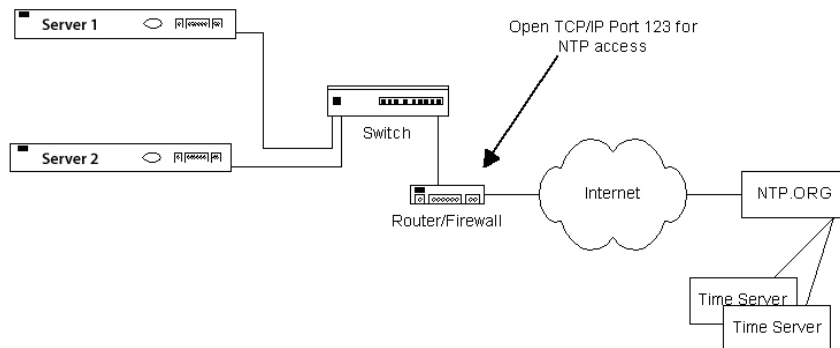 Server 1
Open TCP/IP Port 123 for
NTP access
Switch
Server 2
Internet
NTP.ORG
Router/Firewall
Time Server
Time Server